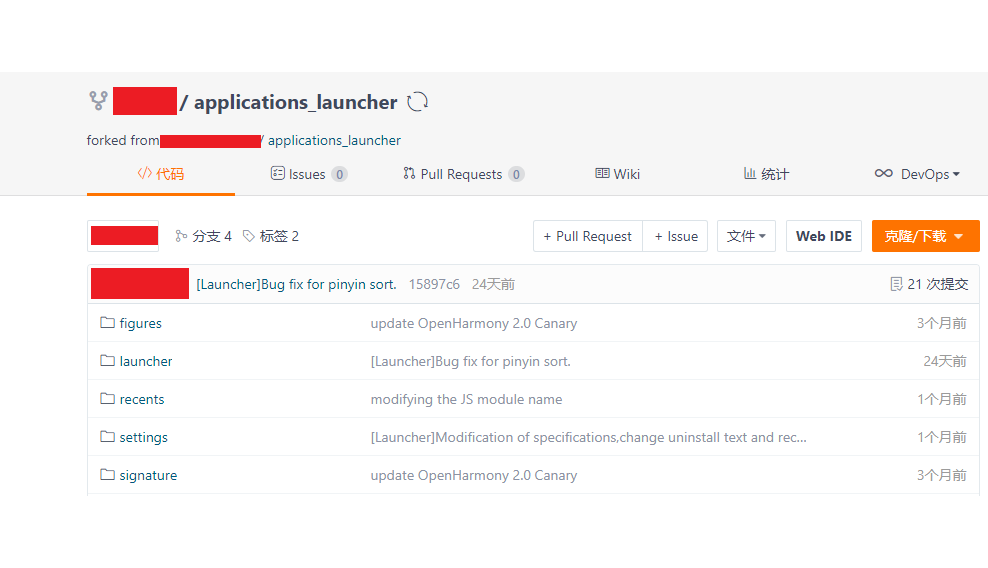 / applications_launcher
forked from / applications_launcher
代码 Issues 0 Pull Requests 0 Wiki 统计 DevOps
分支 4 标签 2 + Pull Request + Issue 文件 Web IDE 克隆/下载
[Launcher]Bug fix for pinyin sort. 15897c6 24天前 21 次提交
figures update OpenHarmony 2.0 Canary 3个月前
launcher [Launcher]Bug fix for pinyin sort. 24天前
recents modifying the JS module name 1个月前
settings [Launcher]Modification of specifications,change uninstall text and rec... 1个月前
signature update OpenHarmony 2.0 Canary 3个月前